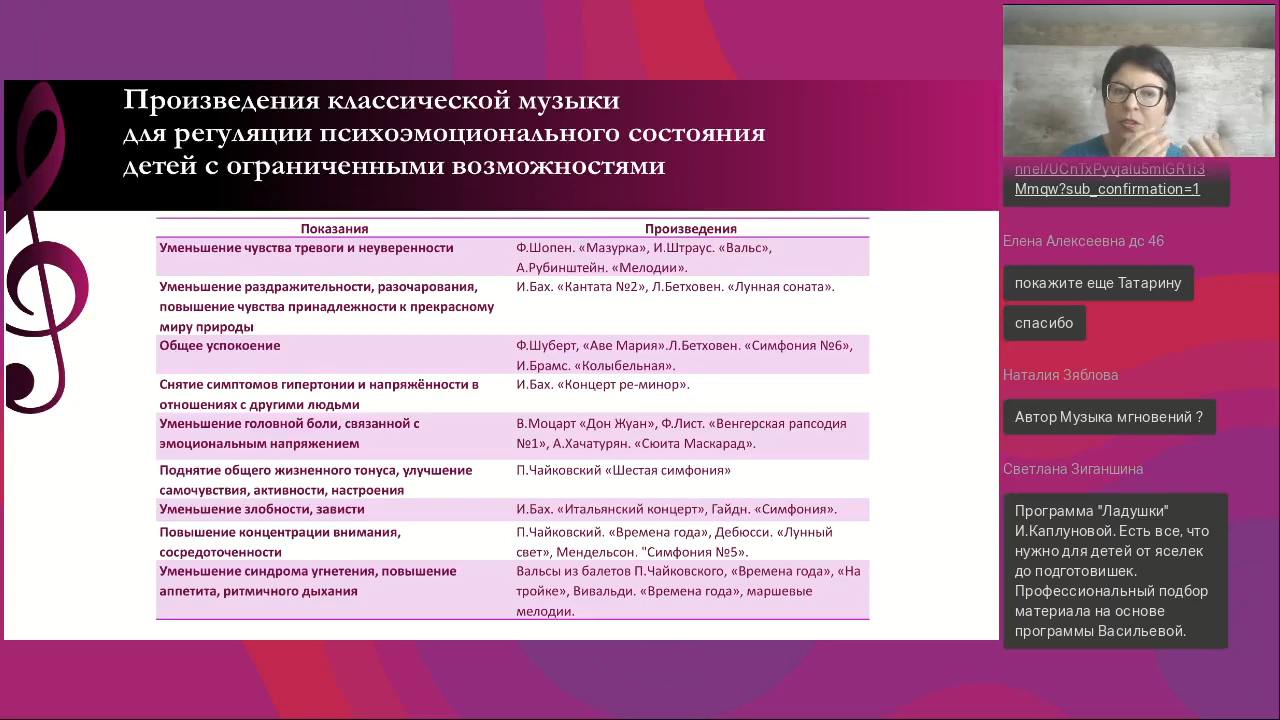 Произведения классической музыки
для регуляции психоэмоционального состояния
детей с ограниченными возможностями
Показания
Произведения
Уменьшение чувства тревоги и неуверенности
Ф.Шопен. «Мазурка», И.Штраус. «Вальс»,
А.Рубинштейн. «Мелодии».
Уменьшение раздражительности, разочарования,
повышение чувства принадлежности к прекрасному
миру природы
И.Бах. «Кантата №2», Л.Бетховен. «Лунная соната».
Общее успокоение
Ф.Шуберт, «Аве Мария».Л.Бетховен. «Симфония №6»,
И.Брамс. «Колыбельная».
Снятие симптомов гипертонии и напряжённости в
отношениях с другими людьми
И.Бах. «Концерт ре-минор».
Уменьшение головной боли, связанной с
эмоциональным напряжением
В.Моцарт «Дон Жуан», Ф.Лист. «Венгерская рапсодия
№1», А.Хачатурян. «Сюита Маскарад».
Поднятие общего жизненного тонуса, улучшение
самочувствия, активности, настроения
П.Чайковский «Шестая симфония»
Уменьшение злобности, зависти
И.Бах. «Итальянский концерт», Гайдн. «Симфония».
Повышение концентрации внимания,
сосредоточенности
П.Чайковский. «Времена года», Дебюсси. «Лунный
свет», Мендельсон. "Симфония №5».
Уменьшение синдрома угнетения, повышение
аппетита, ритмичного дыхания
Вальсы из балетов П.Чайковского, «Времена года», «На
тройке», Вивальди. «Времена года», маршевые
мелодии.
Mmqw?sub_confirmation=1
Елена Алексеевна дс 46
покажите еще Татарину
спасибо
Наталия Зяблова
Автор Музыка мгновений ?
Светлана Зиганшина
Программа "Ладушки"
И.Каплуновой. Есть все, что
нужно для детей от яселек
до подготовишек.
Профессиональный подбор
материала на основе
программы Васильевой.